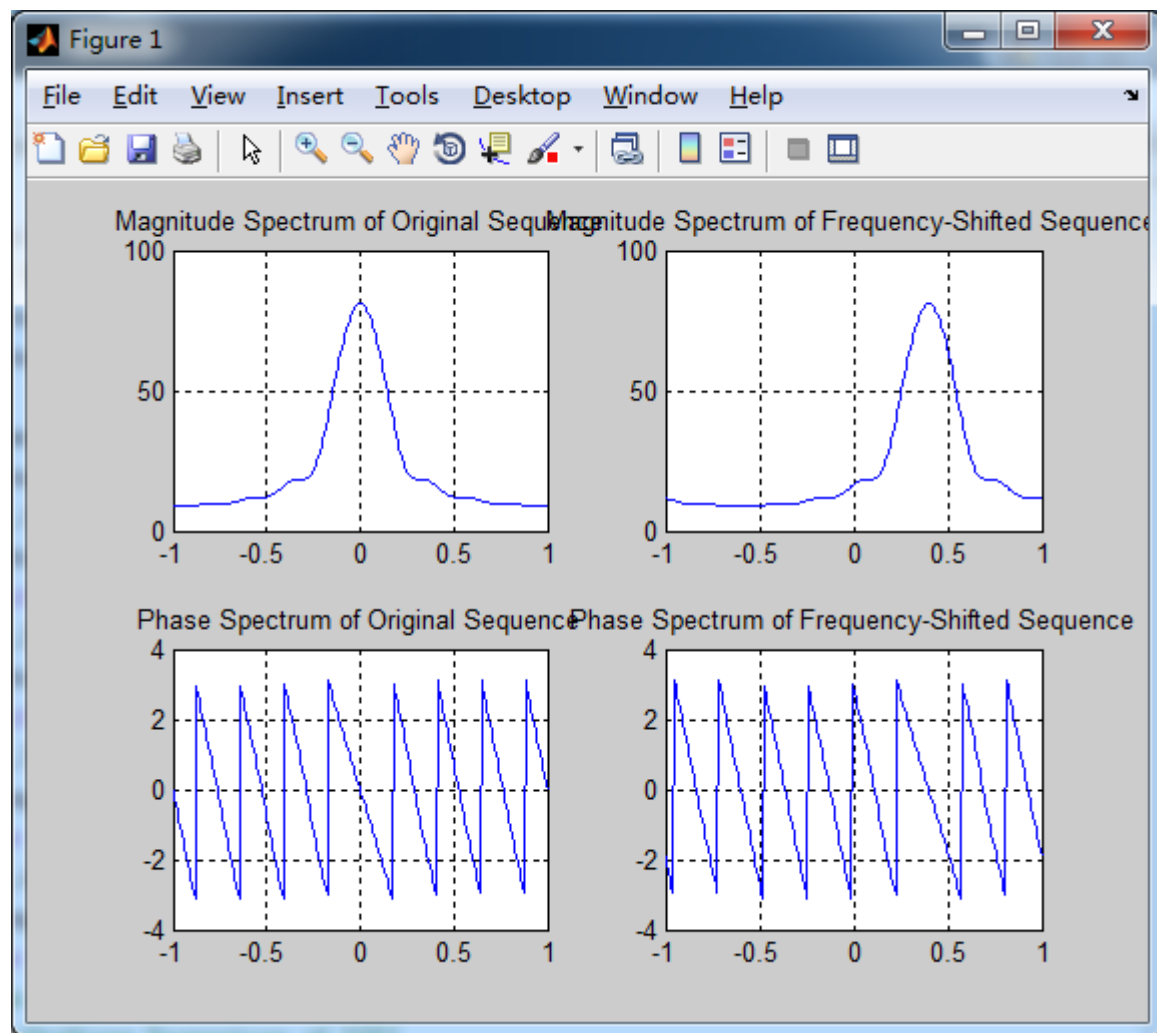 Figure 1
File Edit View Insert Tools Desktop Window Help
Magnitude Spectrum of Original Sequence
100
50
0
-1 -0.5 0 0.5 1
Magnitude Spectrum of Frequency-Shifted Sequence
100
50
0
-1 -0.5 0 0.5 1
Phase Spectrum of Original Sequence
4
2
0
-2
-4
-1 -0.5 0 0.5 1
Phase Spectrum of Frequency-Shifted Sequence
4
2
0
-2
-4
-1 -0.5 0 0.5 1